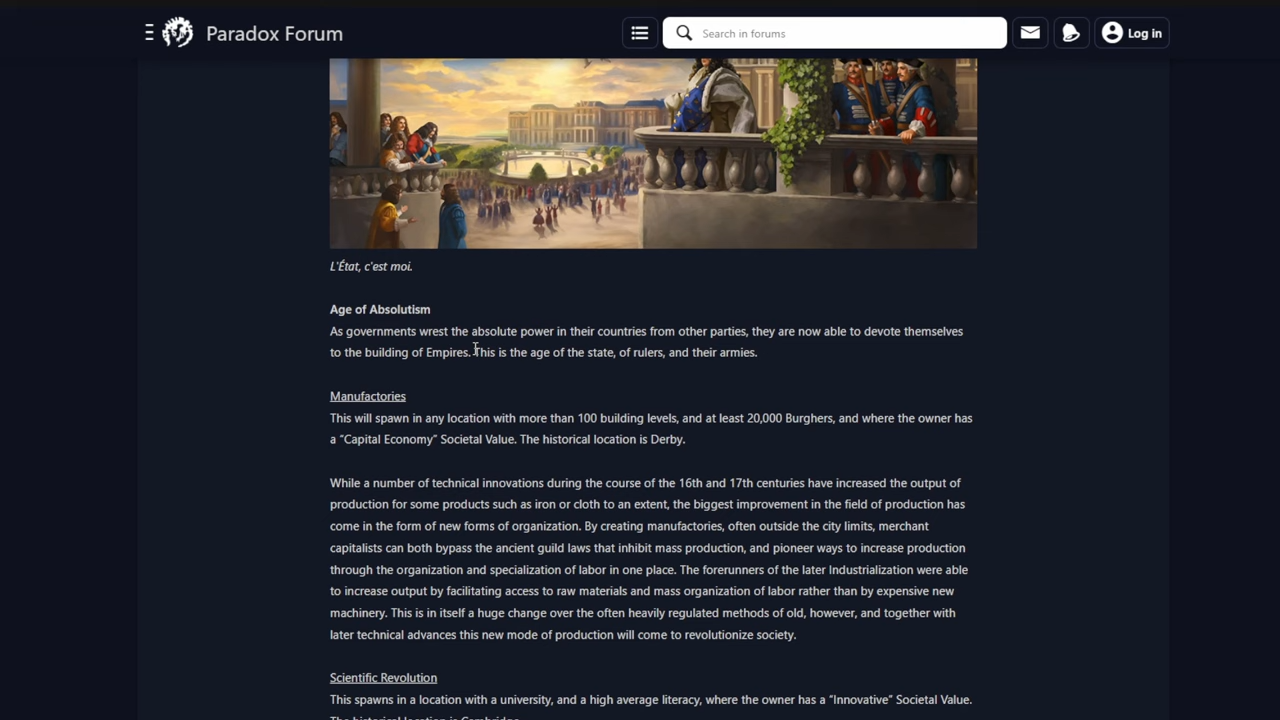 Paradox Forum
Search in forums
Log in
L'État, c'est moi.
Age of Absolutism
As governments wrest the absolute power in their countries from other parties, they are now able to devote themselves
to the building of Empires. This is the age of the state, of rulers, and their armies.
Manufactories
This will spawn in any location with more than 100 building levels, and at least 20,000 Burghers, and where the owner has
a “Capital Economy” Societal Value. The historical location is Derby.
While a number of technical innovations during the course of the 16th and 17th centuries have increased the output of
production for some products such as iron or cloth to an extent, the biggest improvement in the field of production has
come in the form of new forms of organization. By creating manufactories, often outside the city limits, merchant
capitalists can both bypass the ancient guild laws that inhibit mass production, and pioneer ways to increase production
through the organization and specialization of labor in one place. The forerunners of the later Industrialization were able
to increase output by facilitating access to raw materials and mass organization of labor rather than by expensive new
machinery. This is in itself a huge change over the often heavily regulated methods of old, however, and together with
later technical advances this new mode of production will come to revolutionize society.
Scientific Revolution
This spawns in a location with a university, and a high average literacy, where the owner has a “Innovative” Societal Value.
The historical location is Cambridge.